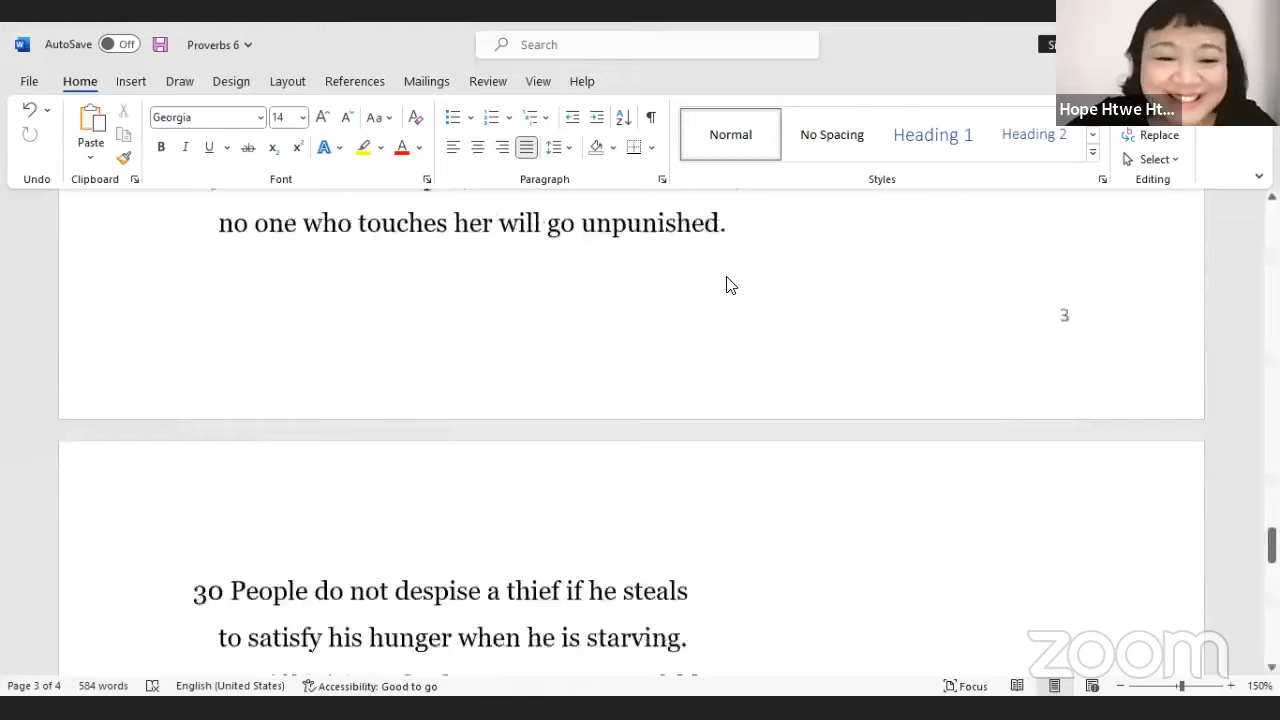 AutoSave Off Proverbs 6 Search
Hope Htwe Ht...
File Home Insert Draw Design Layout References Mailings Review View Help
Georgia 14 Aa
Paste
Normal No Spacing Heading 1 Heading 2
Replace
Select
Undo Clipboard Font Paragraph Styles Editing
no one who touches her will go unpunished.
3
30 People do not despise a thief if he steals
to satisfy his hunger when he is starving.
zoom
Page 3 of 4 584 words English (United States) Accessibility: Good to go Focus 150%